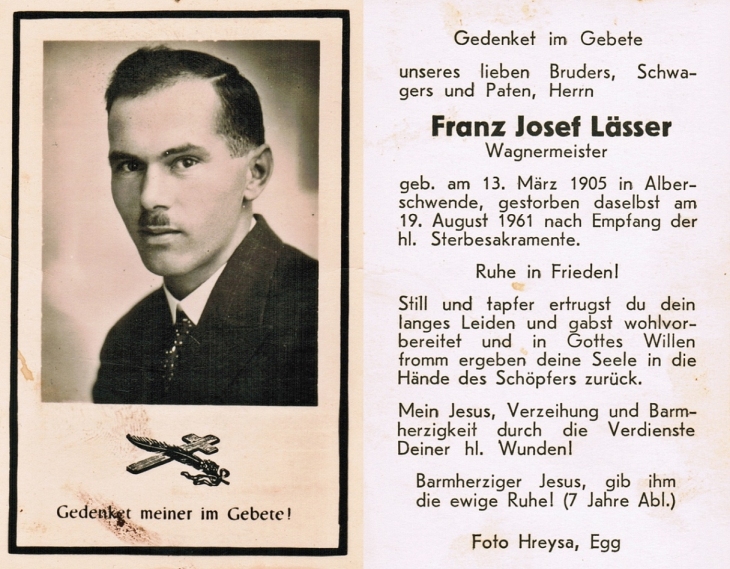 Gedenket meiner im Gebete!
Gedenket im Gebete
unseres lieben Bruders, Schwa-
gers und Paten, Herrn
Franz Josef Lässer
Wagnermeister
geb. am 13. März 1905 in Alber-
schwende, gestorben daselbst am
19. August 1961 nach Empfang der
hl. Sterbesakramente.
Ruhe in Frieden!
Still und tapfer ertrugst du dein
langes Leiden und gabst wohlvor-
bereitet und in Gottes Willen
fromm ergeben deine Seele in die
Hände des Schöpfers zurück.
Mein Jesus, Verzeihung und Barm-
herzigkeit durch die Verdienste
Deiner hl. Wunden!
Barmherziger Jesus, gib ihm
die ewige Ruhe! (7 Jahre Abl.)
Foto Hreysa, Egg